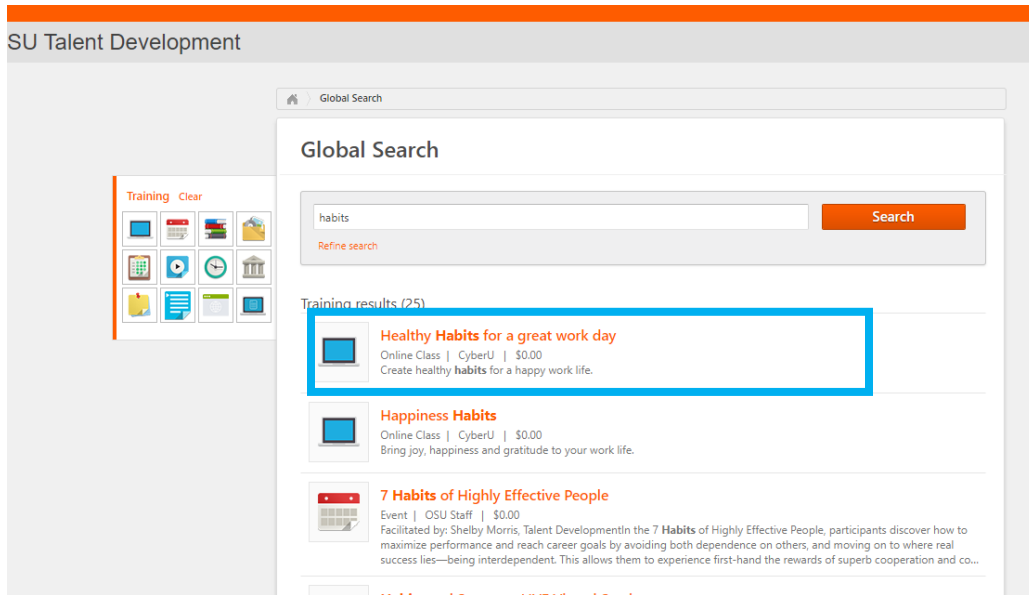 SU Talent Development
Global Search
Global Search
Training Clear
habits
Search
Refine search
Training results (25)
Healthy Habits for a great work day
Online Class | CyberU | $0.00
Create healthy habits for a happy work life.
Happiness Habits
Online Class | CyberU | $0.00
Bring joy, happiness and gratitude to your work life.
7 Habits of Highly Effective People
Event | OSU Staff | $0.00
Facilitated by: Shelby Morris, Talent DevelopmentIn the 7 Habits of Highly Effective People, participants discover how to
maximize performance and reach career goals by avoiding both dependence on others, and moving on to where real
success lies—being interdependent. This allows them to experience first-hand the rewards of superb cooperation and co...